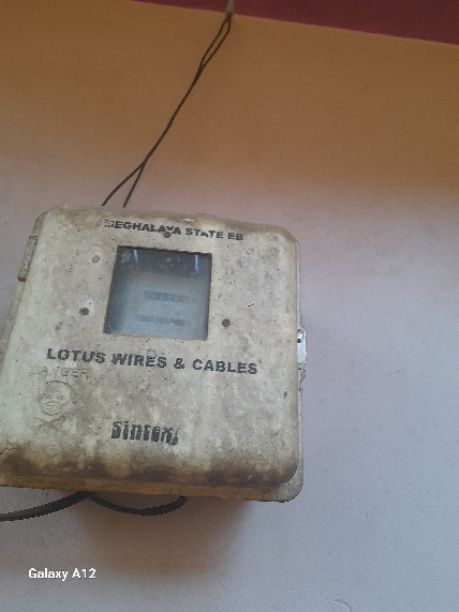 MEGHALAYA STATE EB
LOTUS WIRES & CABLES
Sintex
Galaxy A12